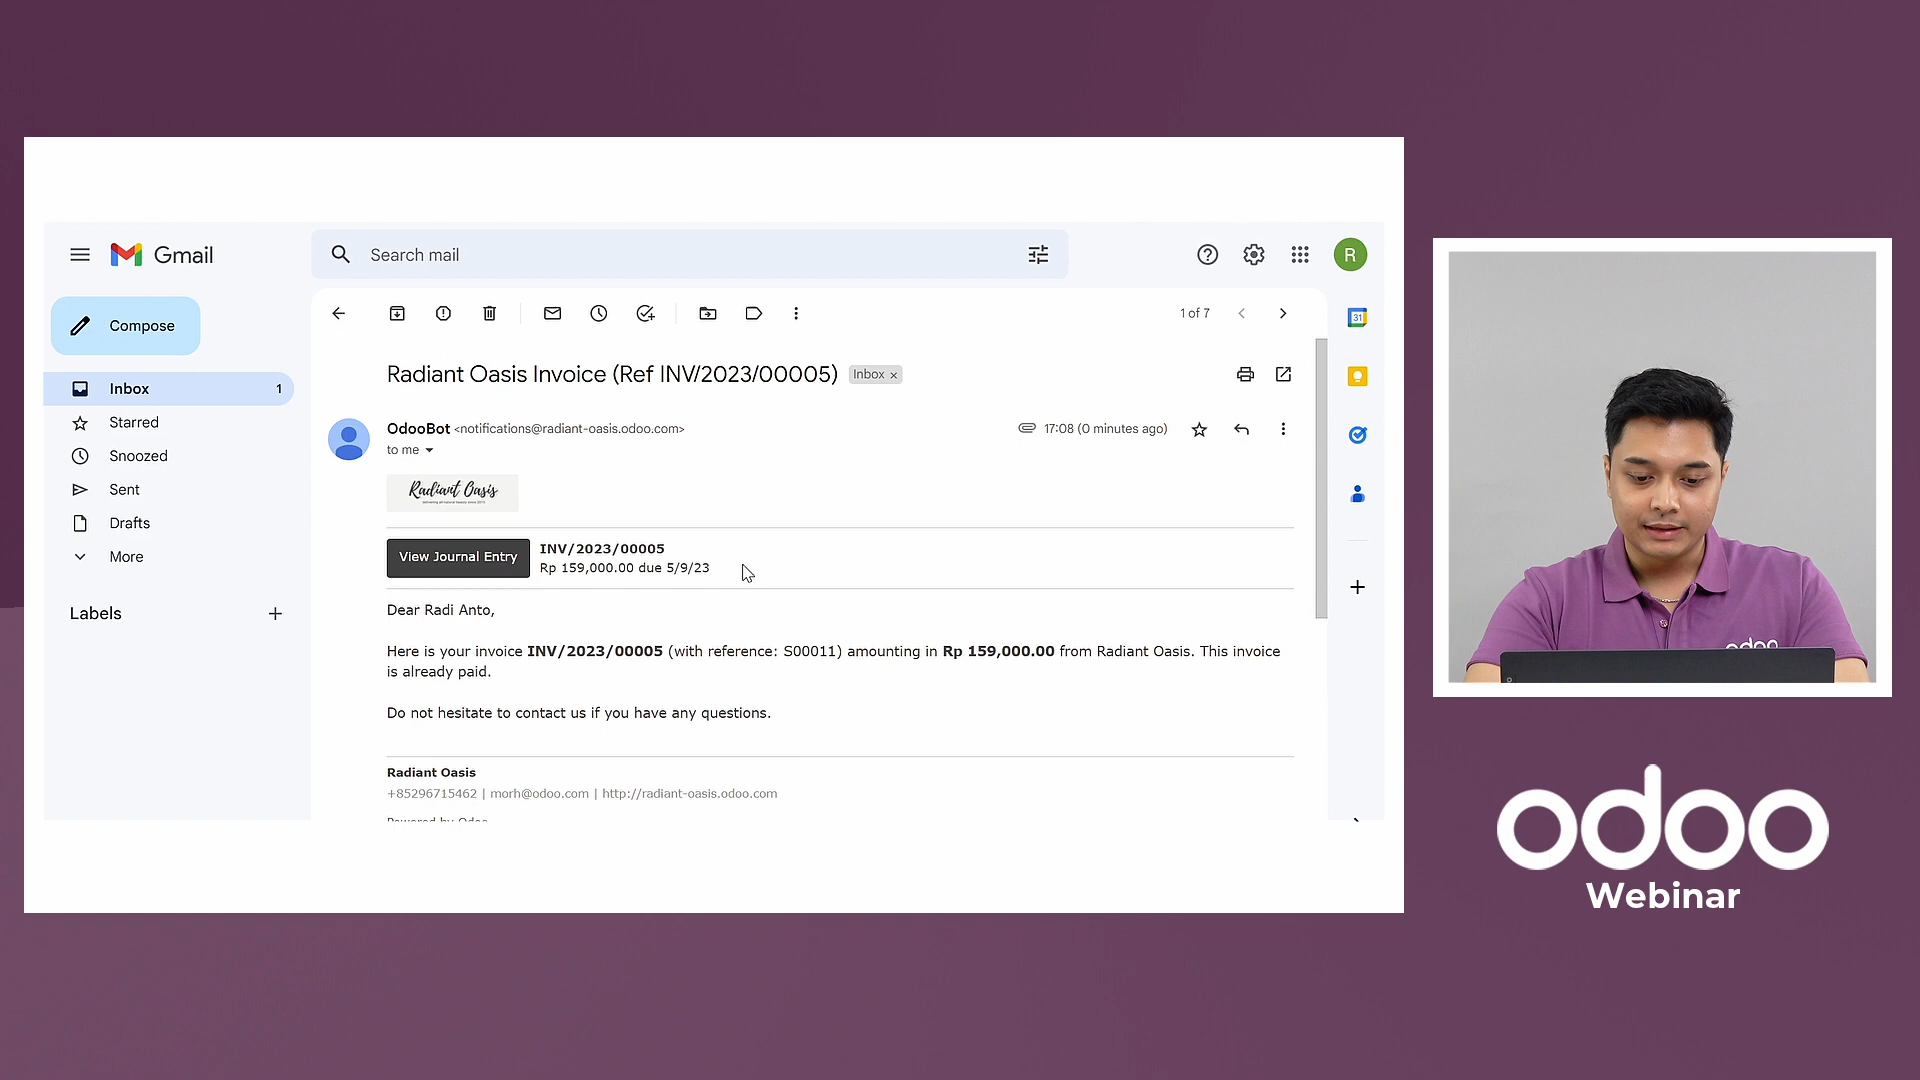 Gmail
Search mail
R
Compose
Inbox 1
Starred
Snoozed
Sent
Drafts
More
Labels
1 of 7
31
Radiant Oasis Invoice (Ref INV/2023/00005) Inbox x
OdooBot <notifications@radiant-oasis.odoo.com> 17:08 (0 minutes ago)
to me
Radiant Oasis
View Journal Entry
INV/2023/00005
Rp 159,000.00 due 5/9/23
Dear Radi Anto,
Here is your invoice INV/2023/00005 (with reference: S00011) amounting in Rp 159,000.00 from Radiant Oasis. This invoice
is already paid.
Do not hesitate to contact us if you have any questions.
Radiant Oasis
+85296715462 | morh@odoo.com | http://radiant-oasis.odoo.com
Powered by Odoo
odoo
odoo
Webinar